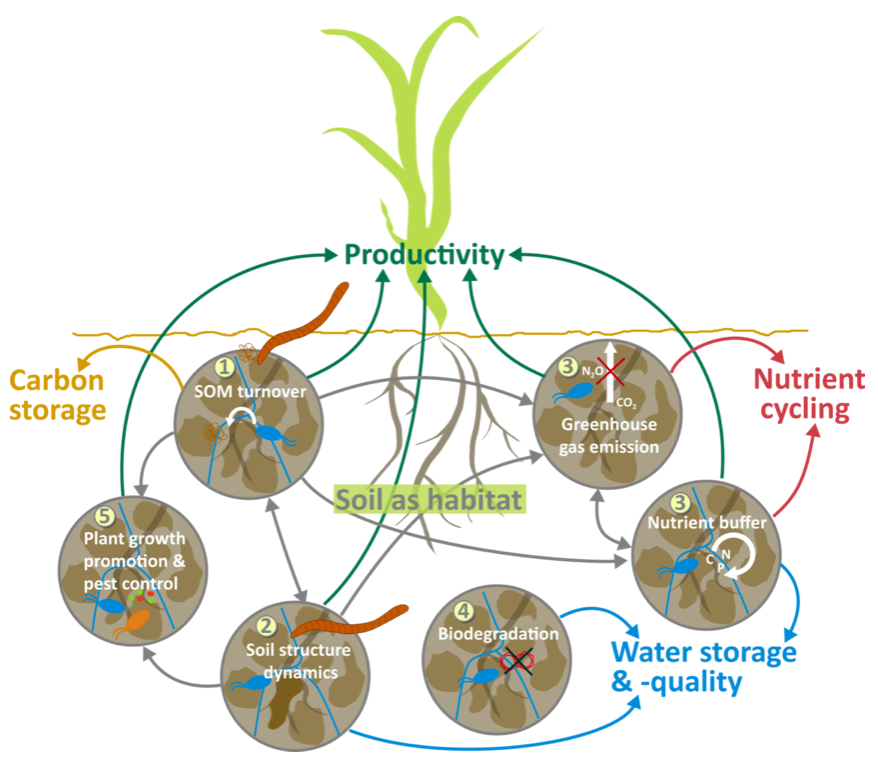 Productivity
Carbon
storage
1
SOM turnover
3
N₂O
CO₂
Greenhouse
gas emission
Nutrient
cycling
Soil as habitat
5
Plant growth
promotion &
pest control
3
Nutrient buffer
C N
P
2
Soil structure
dynamics
4
Biodegradation
Water storage
& -quality